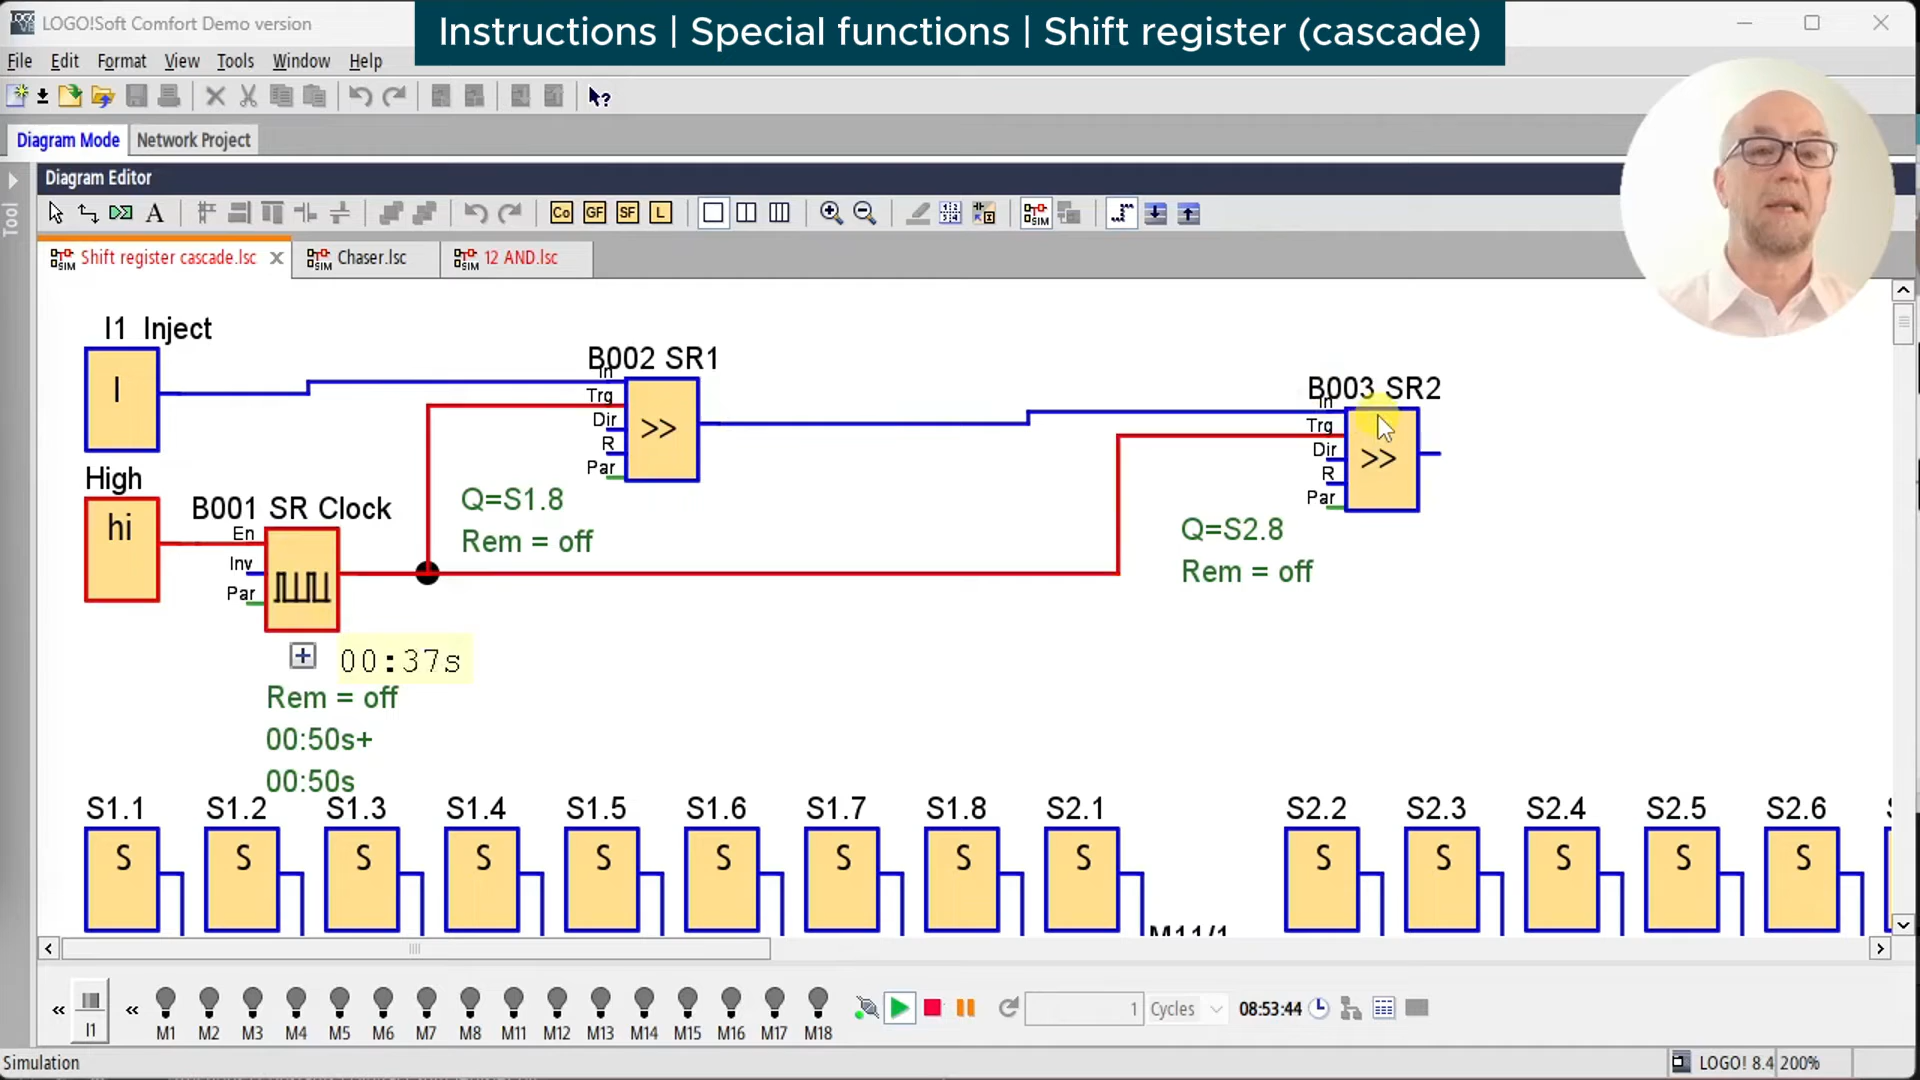 LOGO!Soft Comfort Demo version
Instructions | Special functions | Shift register (cascade)
File Edit Format View Tools Window Help
Diagram Mode Network Project
Diagram Editor
Tool
A Co GF SF L
Shift register cascade.lsc Chaser.lsc 12 AND.lsc
I1 Inject
I
B002 SR1
In
Trg
Dir
R
Par
>>
Q=S1.8
Rem = off
B003 SR2
In
Trg
Dir
R
Par
>>
Q=S2.8
Rem = off
High
hi
B001 SR Clock
En
Inv
Par
00:37s
Rem = off
00:50s+
00:50s
S1.1 S1.2 S1.3 S1.4 S1.5 S1.6 S1.7 S1.8 S2.1 S2.2 S2.3 S2.4 S2.5 S2.6
S S S S S S S S S S S S S S
M11/1
I1 M1 M2 M3 M4 M5 M6 M7 M8 M11 M12 M13 M14 M15 M16 M17 M18
1 Cycles 08:53:44
Simulation LOGO! 8.4 200%